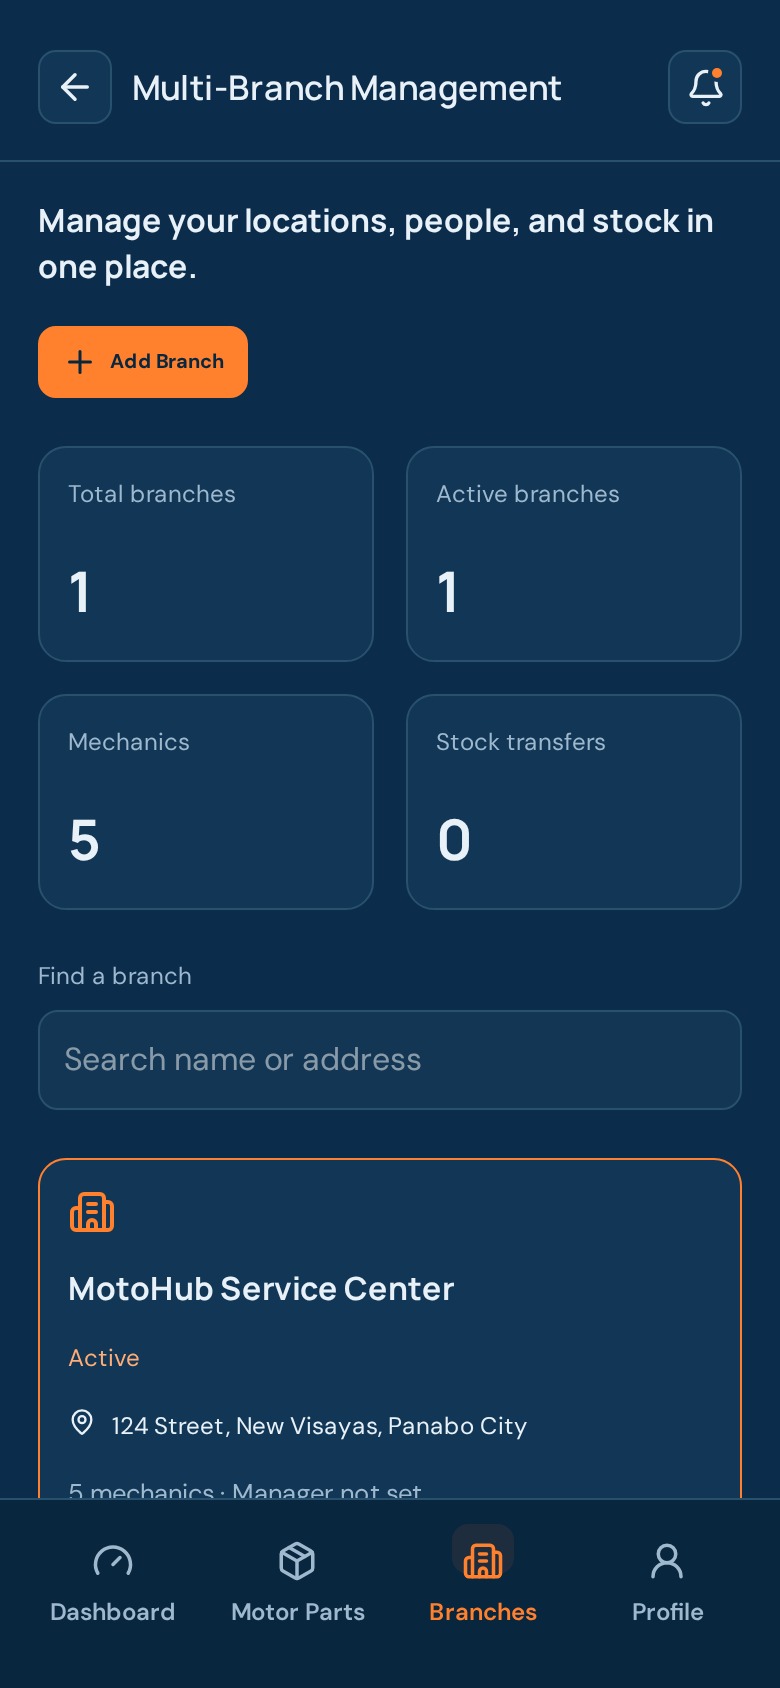 Multi-Branch Management
Manage your locations, people, and stock in
one place.
Add Branch
Total branches
1
Active branches
1
Mechanics
5
Stock transfers
0
Find a branch
Search name or address
MotoHub Service Center
Active
124 Street, New Visayas, Panabo City
5 mechanics · Manager not set
Dashboard
Motor Parts
Branches
Profile